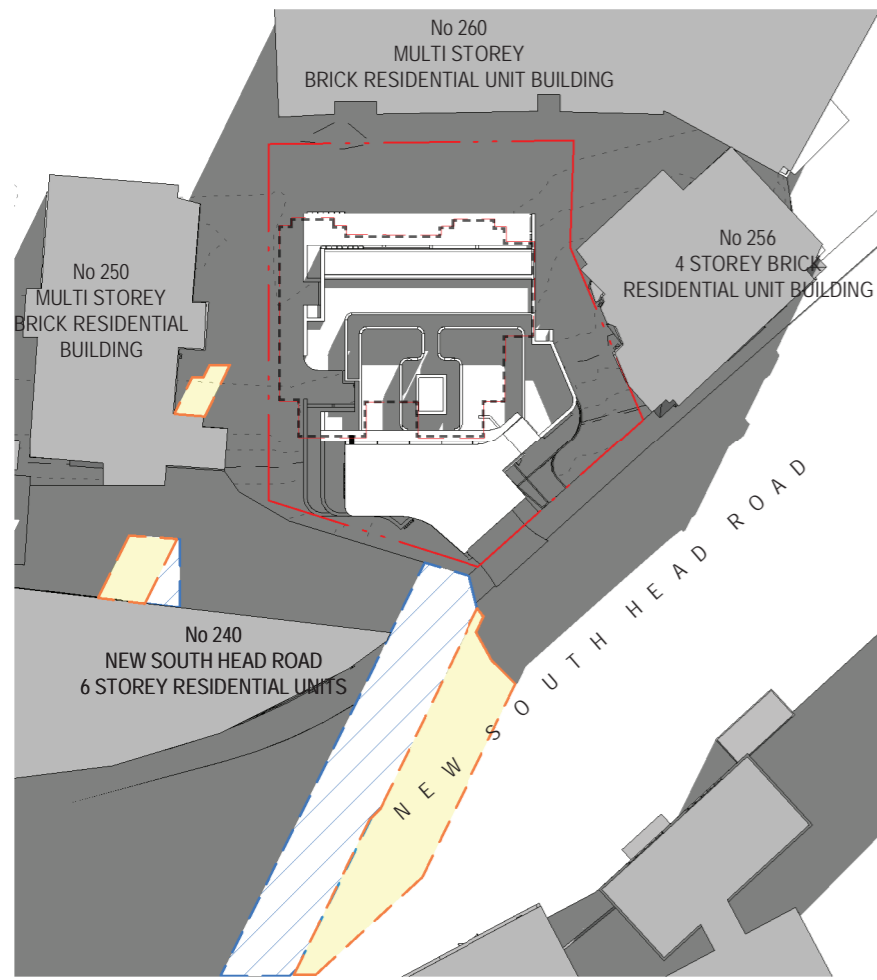 No 260
MULTI STOREY
BRICK RESIDENTIAL UNIT BUILDING
No 256
4 STOREY BRICK
RESIDENTIAL UNIT BUILDING
No 250
MULTI STOREY
BRICK RESIDENTIAL
BUILDING
No 240
NEW SOUTH HEAD ROAD
6 STOREY RESIDENTIAL UNITS
NEW SOUTH HEAD ROAD